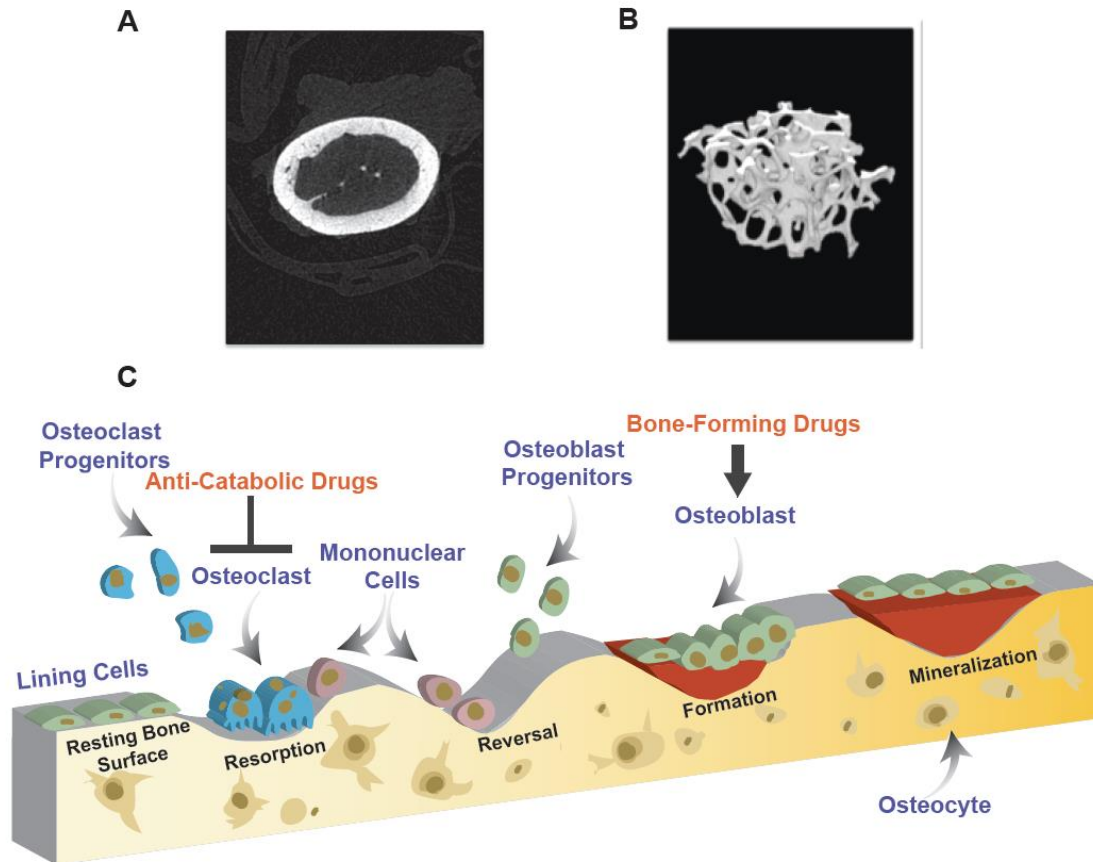 A
B
C
Osteoclast
Progenitors
Anti-Catabolic Drugs
Osteoclast
Mononuclear
Cells
Osteoblast
Progenitors
Bone-Forming Drugs
Osteoblast
Lining Cells
Resting Bone
Surface
Resorption
Reversal
Formation
Mineralization
Osteocyte